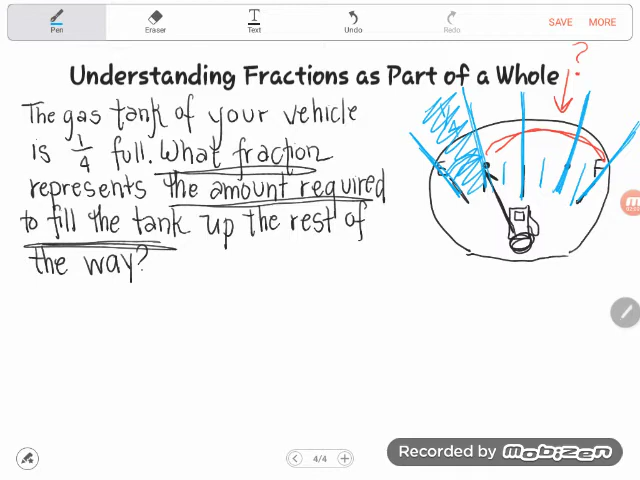 Pen Eraser Text Undo Redo SAVE MORE
Understanding Fractions as Part of a Whole
?
The gas tank of your vehicle
is 1/4 full. What fraction
represents the amount required
to fill the tank up the rest of
the way?
E F
4/4
Recorded by mobizen